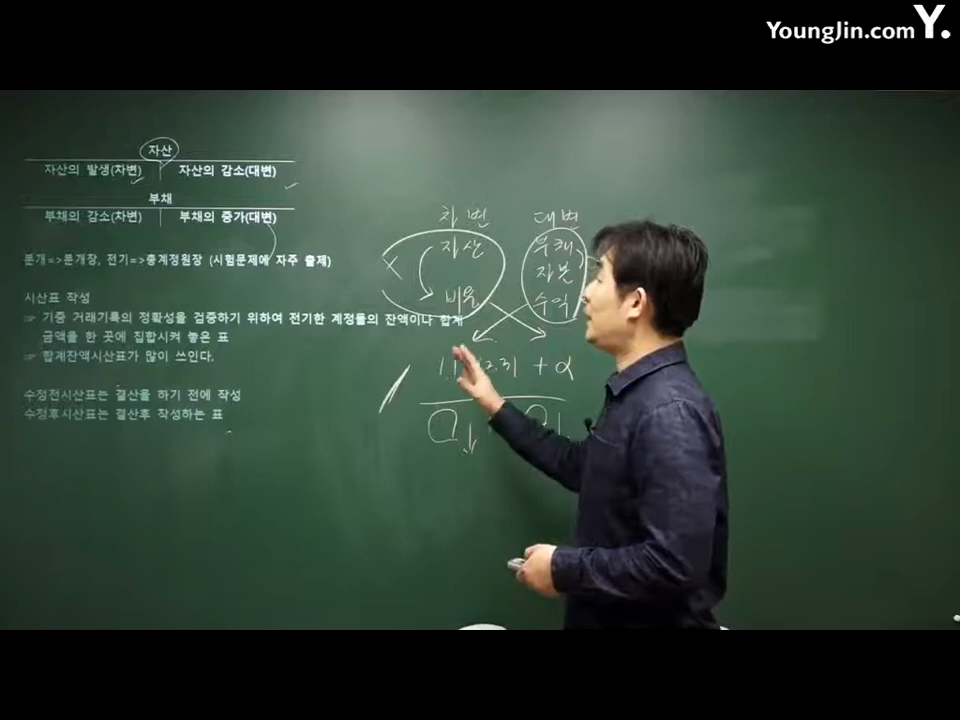 YoungJin.com Y.
자산
자산의 발생(차변) 자산의 감소(대변)
부채
부채의 감소(차변) 부채의 증가(대변)
분개=>분개장, 전기=>총계정원장 (시험문제에 자주 출제)
시산표 작성
☞ 기중 거래기록의 정확성을 검증하기 위하여 전기한 계정들의 잔액이나 합계
금액을 한 곳에 집합시켜 놓은 표
☞ 합계잔액시산표가 많이 쓰인다.
수정전시산표는 결산을 하기 전에 작성
수정후시산표는 결산후 작성하는 표
차변 대변
자산 부채
자본
비용 수익
+ α